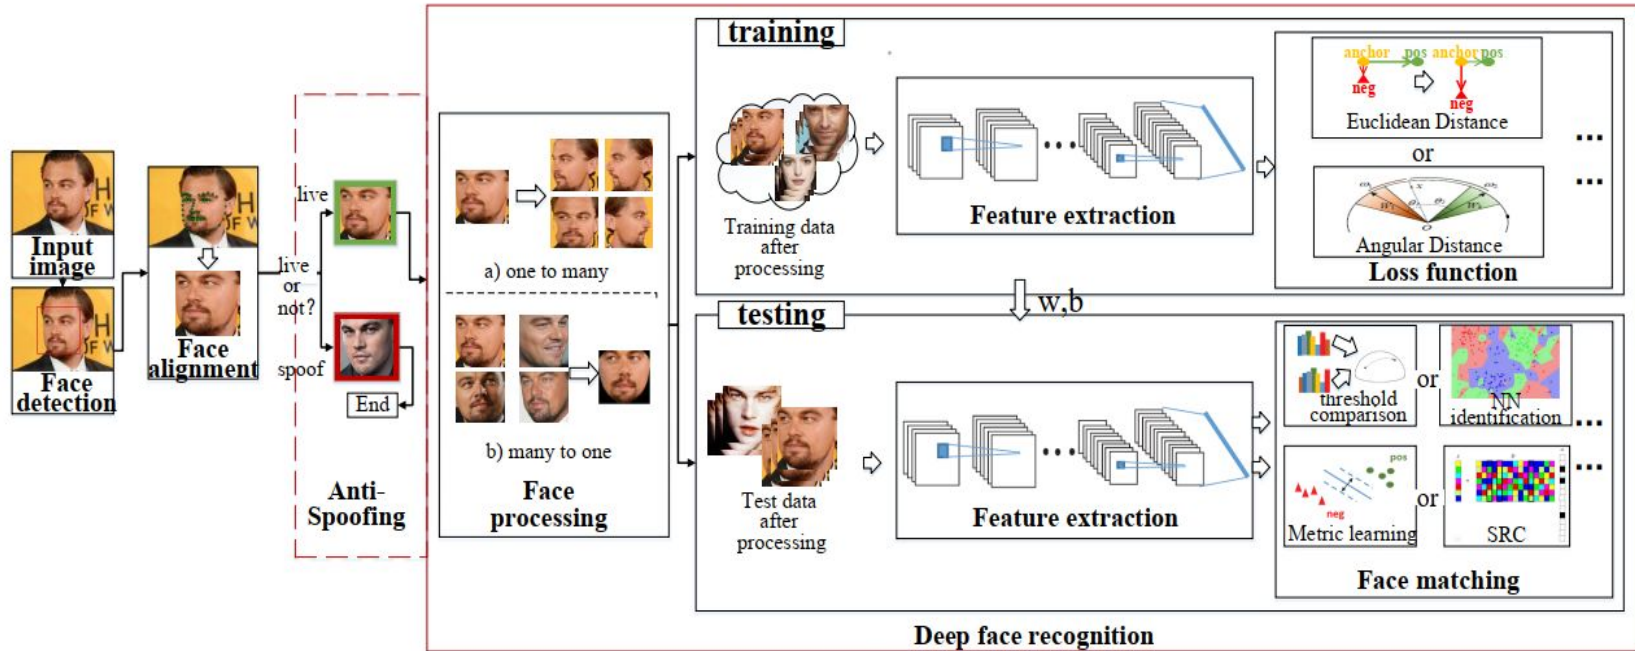 Input
image
Face
detection
Face
alignment
live
live
or
not?
spoof
End
Anti-
Spoofing
a) one to many
b) many to one
Face
processing
training
Training data
after
processing
Feature extraction
anchor pos
neg
anchor pos
neg
Euclidean Distance
or
Angular Distance
...
...
Loss function
w,b
testing
Test data
after
processing
Feature extraction
threshold
comparison
or
NN
identification
...
pos
neg
Metric learning
or
SRC
...
Face matching
Deep face recognition